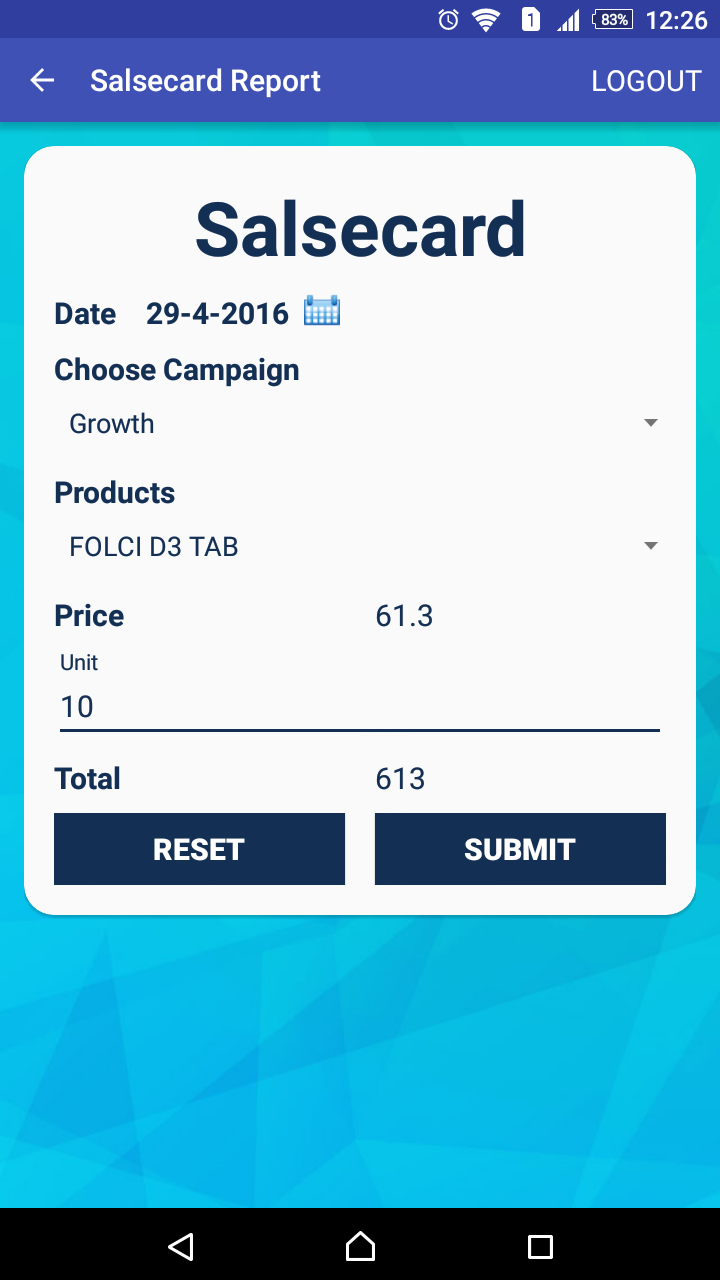 1 83% 12:26
Salsecard Report LOGOUT
Salsecard
Date 29-4-2016
Choose Campaign
Growth
Products
FOLCI D3 TAB
Price 61.3
Unit
10
Total 613
RESET SUBMIT